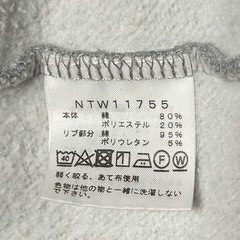 NTW11755
本体 綿 80%
ポリエステル 20%
リブ部分 綿 95%
ポリウレタン 5%
40
弱く絞る、あて布使用
色物は他の物と一緒に洗濯しない